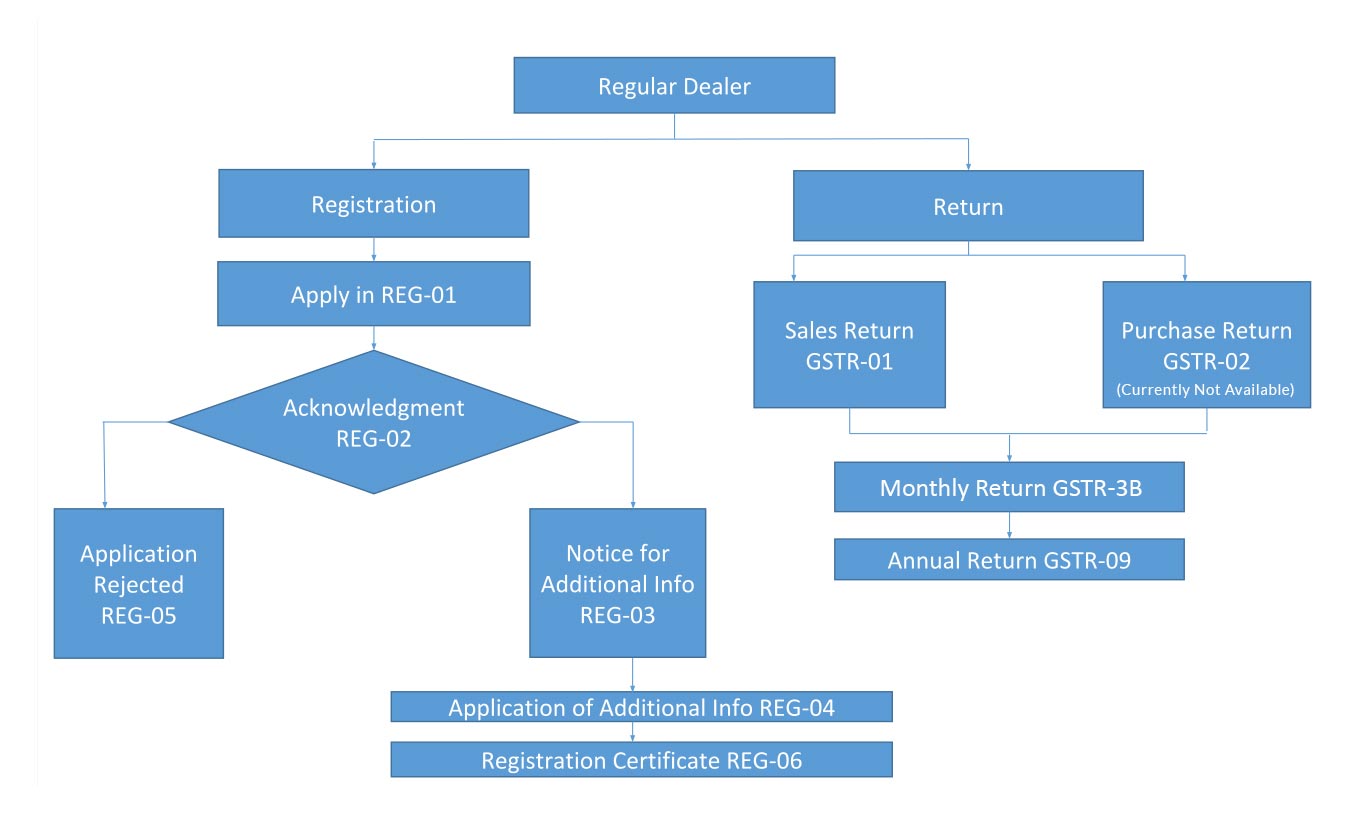 Regular Dealer
Registration
Return
Apply in REG-01
Sales Return
GSTR-01
Purchase Return
GSTR-02
(Currently Not Available)
Acknowledgment
REG-02
Monthly Return GSTR-3B
Annual Return GSTR-09
Application
Rejected
REG-05
Notice for
Additional Info
REG-03
Application of Additional Info REG-04
Registration Certificate REG-06